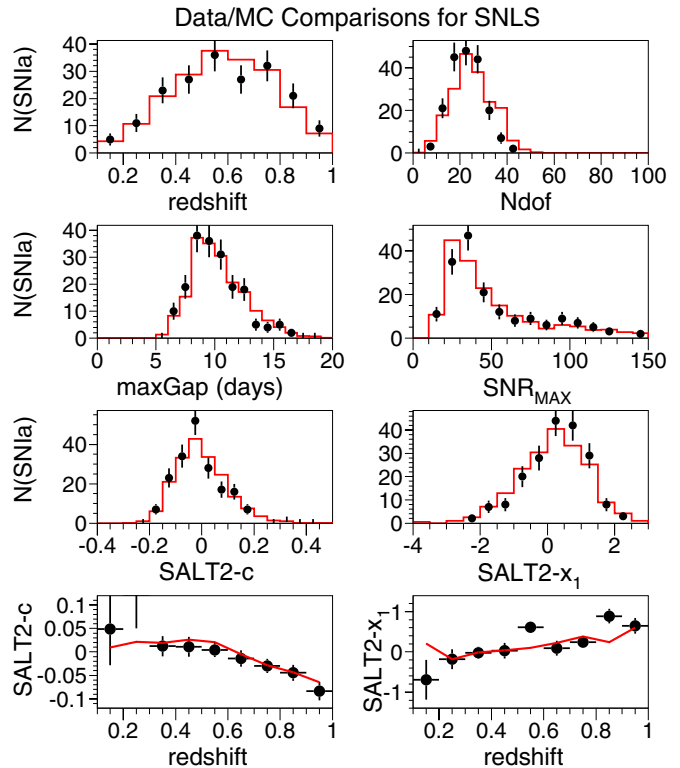 Data/MC Comparisons for SNLS
N(SNIa)
40
30
20
10
0
0.2 0.4 0.6 0.8 1
redshift
40
20
0
0 20 40 60 80 100
Ndof
N(SNIa)
40
30
20
10
0
0 5 10 15 20
maxGap (days)
40
20
0
0 50 100 150
SNR_MAX
N(SNIa)
40
20
0
-0.4 -0.2 0 0.2 0.4
SALT2-c
40
30
20
10
0
-4 -2 0 2
SALT2-x_1
SALT2-c
0.1
0.05
0
-0.05
-0.1
0.2 0.4 0.6 0.8 1
redshift
SALT2-x_1
1
0
-1
0.2 0.4 0.6 0.8 1
redshift